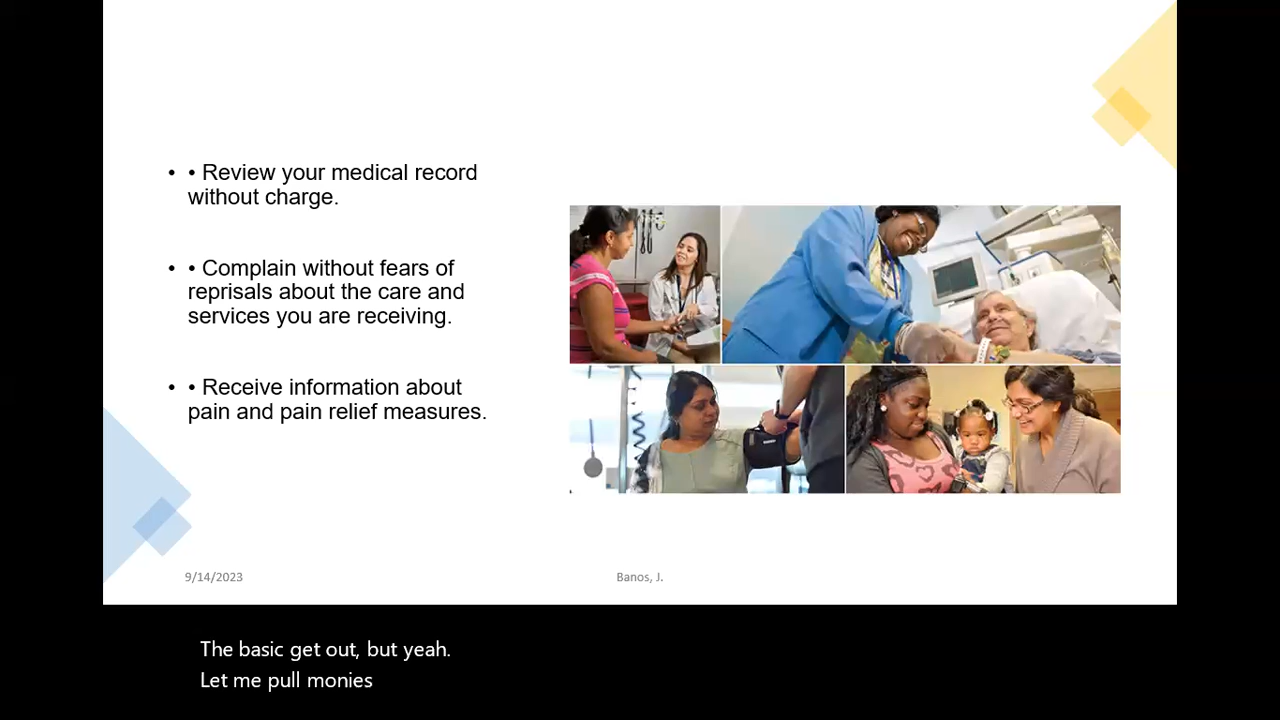 • • Review your medical record
without charge.
• • Complain without fears of
reprisals about the care and
services you are receiving.
• • Receive information about
pain and pain relief measures.
9/14/2023 Banos, J.
The basic get out, but yeah.
Let me pull monies